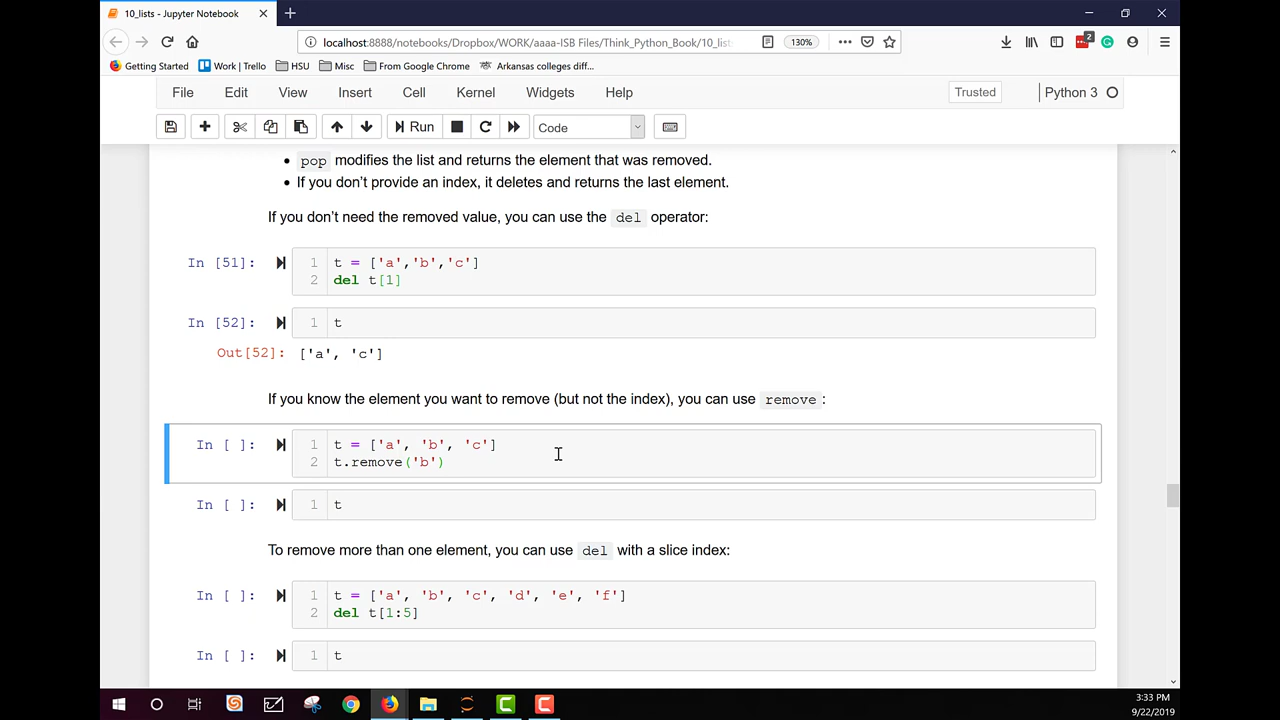 10_lists - Jupyter Notebook
localhost:8888/notebooks/Dropbox/WORK/aaaa-ISB Files/Think_Python_Book/10_lists
130%
2
Getting Started Work | Trello HSU Misc From Google Chrome Arkansas colleges diff...
File Edit View Insert Cell Kernel Widgets Help Trusted Python 3
Run Code
pop modifies the list and returns the element that was removed.
If you don’t provide an index, it deletes and returns the last element.
If you don’t need the removed value, you can use the del operator:
In [51]: 1 t = ['a','b','c']
2 del t[1]
In [52]: 1 t
Out[52]: ['a', 'c']
If you know the element you want to remove (but not the index), you can use remove :
In [ ]: 1 t = ['a', 'b', 'c']
2 t.remove('b')
In [ ]: 1 t
To remove more than one element, you can use del with a slice index:
In [ ]: 1 t = ['a', 'b', 'c', 'd', 'e', 'f']
2 del t[1:5]
In [ ]: 1 t
3:33 PM
9/22/2019